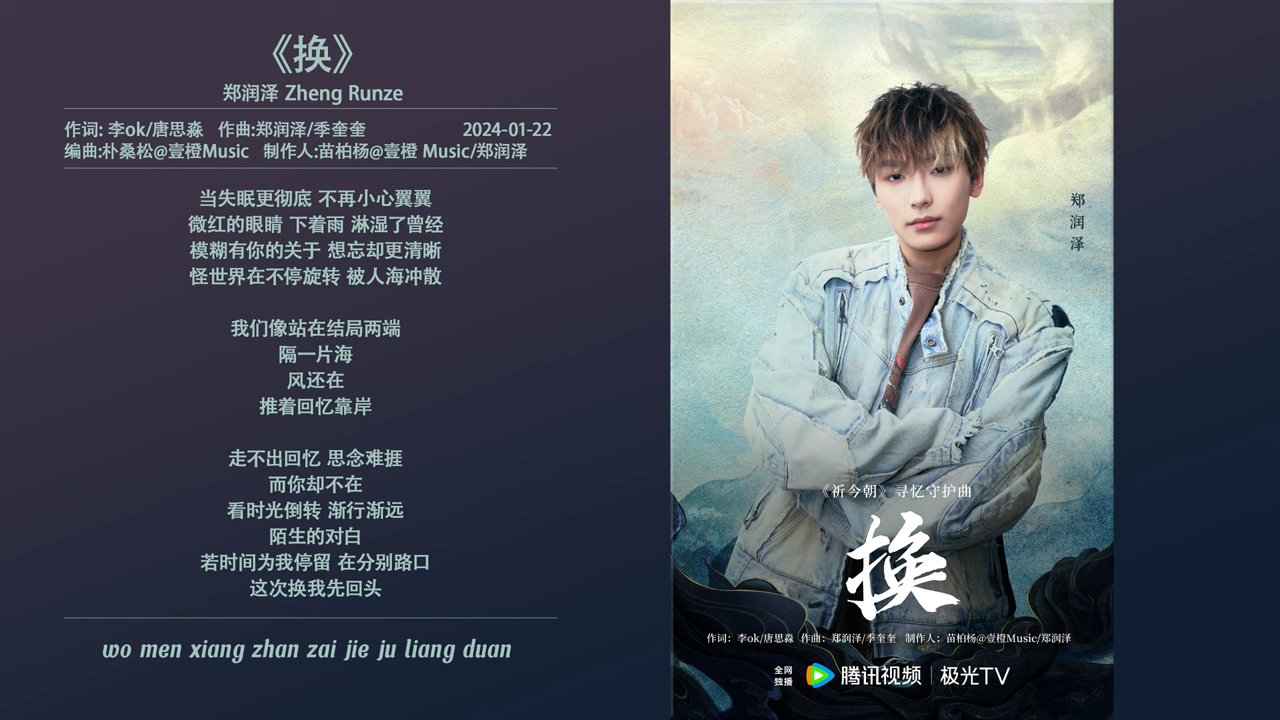 《换》
郑润泽 Zheng Runze
作词: 李ok/唐思淼 作曲:郑润泽/季奎奎 2024-01-22
编曲:朴桑松@壹橙Music 制作人:苗柏杨@壹橙 Music/郑润泽
当失眠更彻底 不再小心翼翼
微红的眼睛 下着雨 淋湿了曾经
模糊有你的关于 想忘却更清晰
怪世界在不停旋转 被人海冲散
我们像站在结局两端
隔一片海
风还在
推着回忆靠岸
走不出回忆 思念难捱
而你却不在
看时光倒转 渐行渐远
陌生的对白
若时间为我停留 在分别路口
这次换我先回头
wo men xiang zhan zai jie ju liang duan
郑润泽
《祈今朝》寻忆守护曲
换
作词：李ok/唐思淼 作曲：郑润泽/季奎奎 制作人：苗柏杨@壹橙Music/郑润泽
全网独播 腾讯视频 极光TV